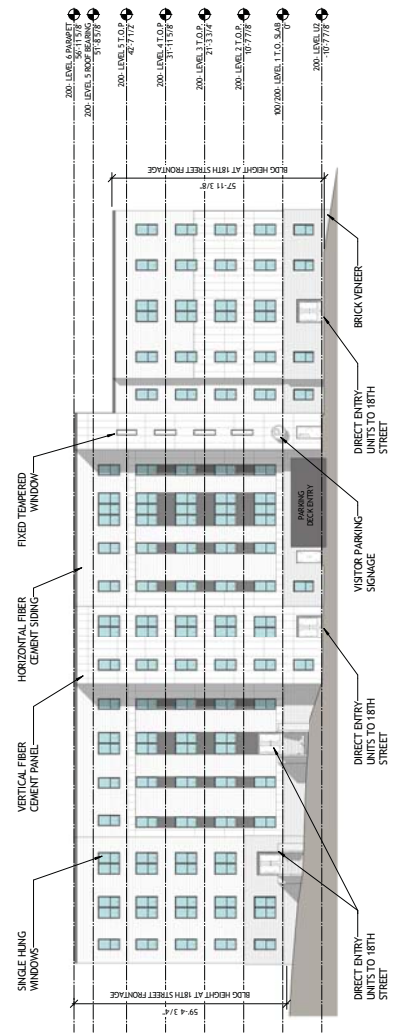 200- LEVEL 6 PARAPET
56'-11 5/8"
200- LEVEL 5 ROOF BEARING
51'-8 5/8"
200- LEVEL 5 T.O.P.
42'-7 1/2"
200- LEVEL 4 T.O.P.
31'-11 5/8"
200- LEVEL 3 T.O.P.
21'-3 3/4"
200- LEVEL 2 T.O.P.
10'-7 7/8"
100/200- LEVEL 1 T.O. SLAB
0"
200- LEVEL U2
-10'-7 7/8"
SINGLE HUNG
WINDOWS
VERTICAL FIBER
CEMENT PANEL
HORIZONTAL FIBER
CEMENT SIDING
FIXED TEMPERED
WINDOW
59'-4 3/4"
BLDG HEIGHT AT 18TH STREET FRONTAGE
57'-11 3/8"
BLDG HEIGHT AT 18TH STREET FRONTAGE
PARKING
DECK ENTRY
DIRECT ENTRY
UNITS TO 18TH
STREET
DIRECT ENTRY
UNITS TO 18TH
STREET
VISITOR PARKING
SIGNAGE
DIRECT ENTRY
UNITS TO 18TH
STREET
BRICK VENEER